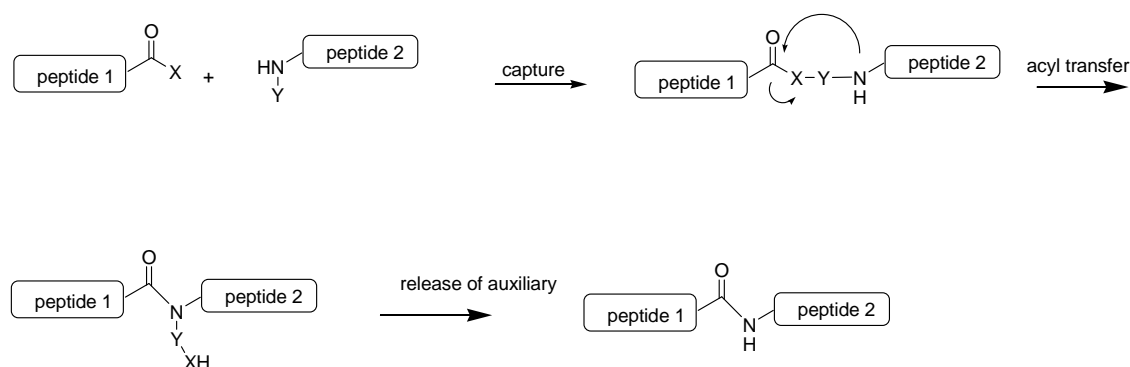 O
peptide 1
X
+
HN
Y
peptide 2
capture
O
peptide 1
X
Y
N
H
peptide 2
acyl transfer
O
peptide 1
N
Y
XH
peptide 2
release of auxiliary
O
peptide 1
N
H
peptide 2